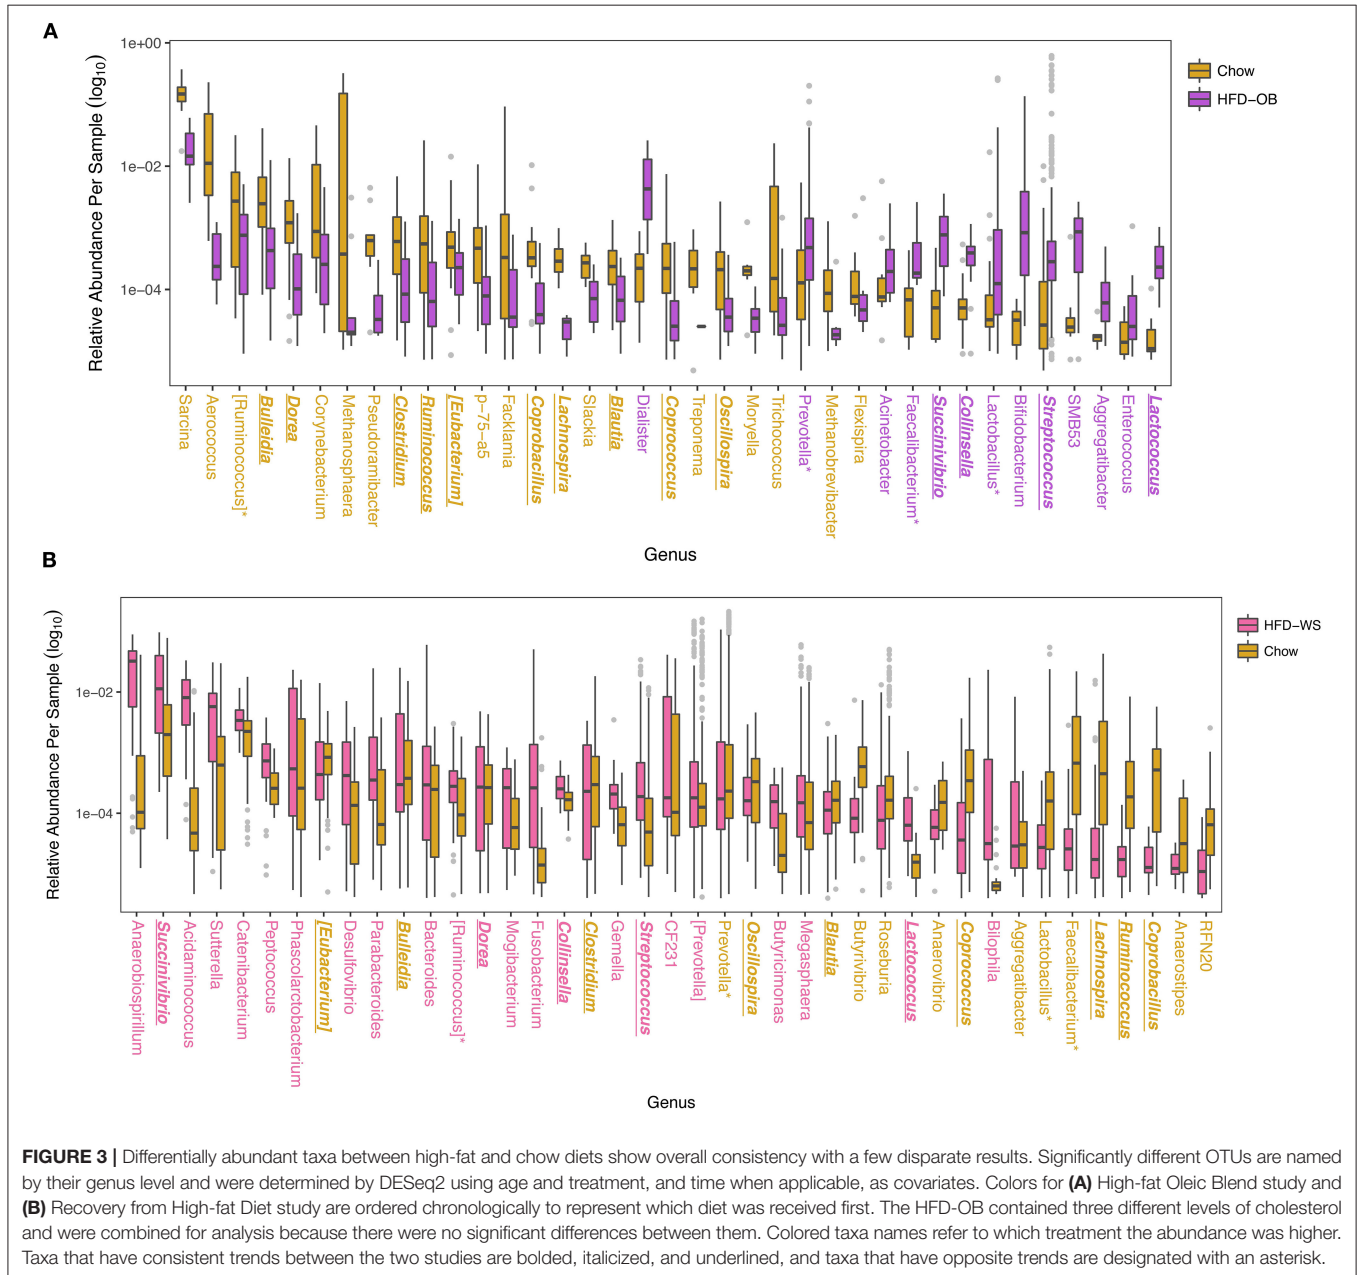 A
1e+00
1e−02
1e−04
Relative Abundance Per Sample (log10)
Chow
HFD−OB
Sarcina
Aerococcus
[Ruminococcus]*
Bulleidia
Dorea
Corynebacterium
Methanosphaera
Pseudoramibacter
Clostridium
Ruminococcus
[Eubacterium]
p−75−a5
Facklamia
Coprobacillus
Lachnospira
Slackia
Blautia
Dialister
Coprococcus
Treponema
Oscillospira
Moryella
Trichococcus
Prevotella*
Methanobrevibacter
Flexispira
Acinetobacter
Faecalibacterium*
Succinivibrio
Collinsella
Lactobacillus*
Bifidobacterium
Streptococcus
SMB53
Aggregatibacter
Enterococcus
Lactococcus
Genus
B
1e−02
1e−04
Relative Abundance Per Sample (log10)
HFD−WS
Chow
Anaerobiospirillum
Succinivibrio
Acidaminococcus
Sutterella
Catenibacterium
Peptococcus
Phascolarctobacterium
[Eubacterium]
Desulfovibrio
Parabacteroides
Bulleidia
Bacteroides
[Ruminococcus]*
Dorea
Mogibacterium
Fusobacterium
Collinsella
Clostridium
Gemella
Streptococcus
CF231
[Prevotella]
Prevotella*
Oscillospira
Butyricimonas
Megasphaera
Blautia
Butyrivibrio
Roseburia
Lactococcus
Anaerovibrio
Coprococcus
Bilophila
Aggregatibacter
Lactobacillus*
Faecalibacterium*
Lachnospira
Ruminococcus
Coprobacillus
Anaerostipes
RFN20
Genus
FIGURE 3 | Differentially abundant taxa between high-fat and chow diets show overall consistency with a few disparate results. Significantly different OTUs are named
by their genus level and were determined by DESeq2 using age and treatment, and time when applicable, as covariates. Colors for (A) High-fat Oleic Blend study and
(B) Recovery from High-fat Diet study are ordered chronologically to represent which diet was received first. The HFD-OB contained three different levels of cholesterol
and were combined for analysis because there were no significant differences between them. Colored taxa names refer to which treatment the abundance was higher.
Taxa that have consistent trends between the two studies are bolded, italicized, and underlined, and taxa that have opposite trends are designated with an asterisk.